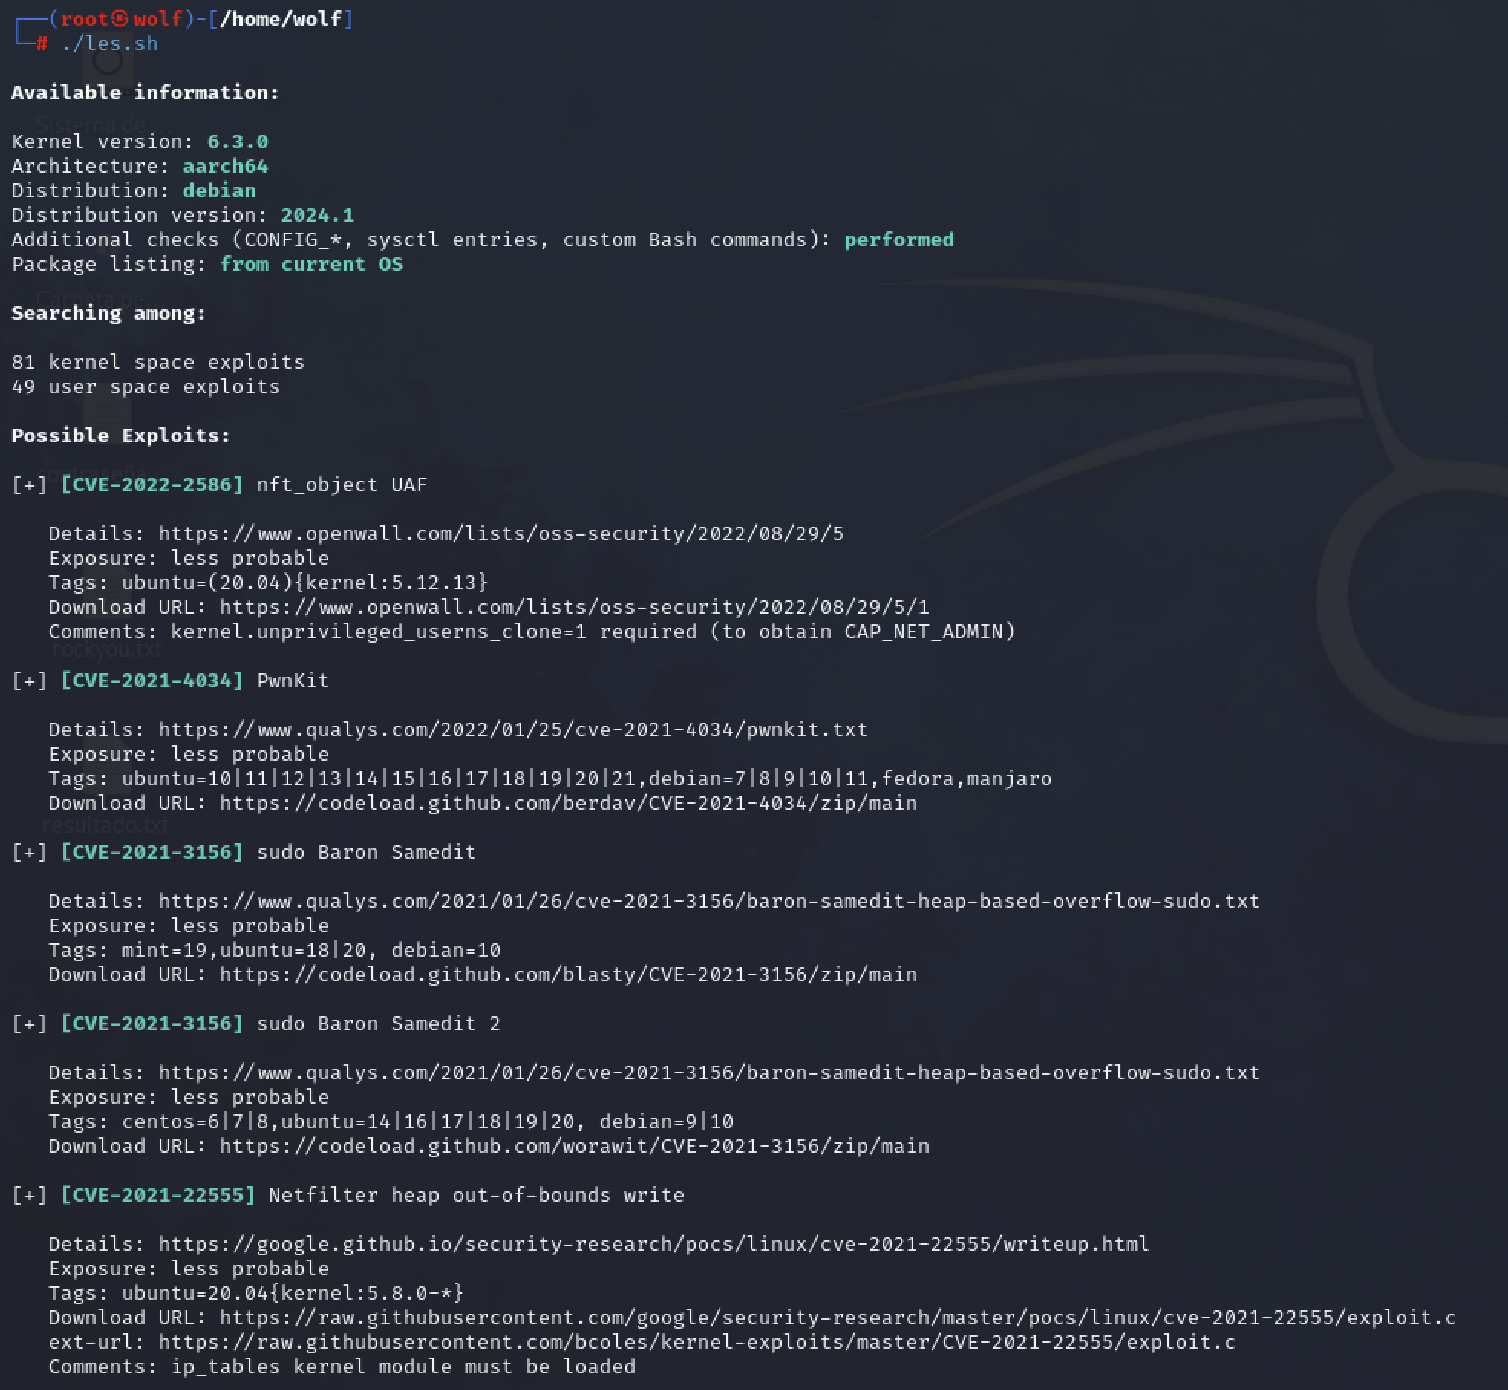 ┌──(root㉿wolf)-[/home/wolf]
└─# ./les.sh
Available information:
Kernel version: 6.3.0
Architecture: aarch64
Distribution: debian
Distribution version: 2024.1
Additional checks (CONFIG_*, sysctl entries, custom Bash commands): performed
Package listing: from current OS
Searching among:
81 kernel space exploits
49 user space exploits
Possible Exploits:
[+] [CVE-2022-2586] nft_object UAF
Details: https://www.openwall.com/lists/oss-security/2022/08/29/5
Exposure: less probable
Tags: ubuntu=(20.04){kernel:5.12.13}
Download URL: https://www.openwall.com/lists/oss-security/2022/08/29/5/1
Comments: kernel.unprivileged_userns_clone=1 required (to obtain CAP_NET_ADMIN)
rockyou.txt
[+] [CVE-2021-4034] PwnKit
Details: https://www.qualys.com/2022/01/25/cve-2021-4034/pwnkit.txt
Exposure: less probable
Tags: ubuntu=10|11|12|13|14|15|16|17|18|19|20|21,debian=7|8|9|10|11,fedora,manjaro
Download URL: https://codeload.github.com/berdav/CVE-2021-4034/zip/main
resultado.txt
[+] [CVE-2021-3156] sudo Baron Samedit
Details: https://www.qualys.com/2021/01/26/cve-2021-3156/baron-samedit-heap-based-overflow-sudo.txt
Exposure: less probable
Tags: mint=19,ubuntu=18|20, debian=10
Download URL: https://codeload.github.com/blasty/CVE-2021-3156/zip/main
[+] [CVE-2021-3156] sudo Baron Samedit 2
Details: https://www.qualys.com/2021/01/26/cve-2021-3156/baron-samedit-heap-based-overflow-sudo.txt
Exposure: less probable
Tags: centos=6|7|8,ubuntu=14|16|17|18|19|20, debian=9|10
Download URL: https://codeload.github.com/worawit/CVE-2021-3156/zip/main
[+] [CVE-2021-22555] Netfilter heap out-of-bounds write
Details: https://google.github.io/security-research/pocs/linux/cve-2021-22555/writeup.html
Exposure: less probable
Tags: ubuntu=20.04{kernel:5.8.0-*}
Download URL: https://raw.githubusercontent.com/google/security-research/master/pocs/linux/cve-2021-22555/exploit.c
ext-url: https://raw.githubusercontent.com/bcoles/kernel-exploits/master/CVE-2021-22555/exploit.c
Comments: ip_tables kernel module must be loaded